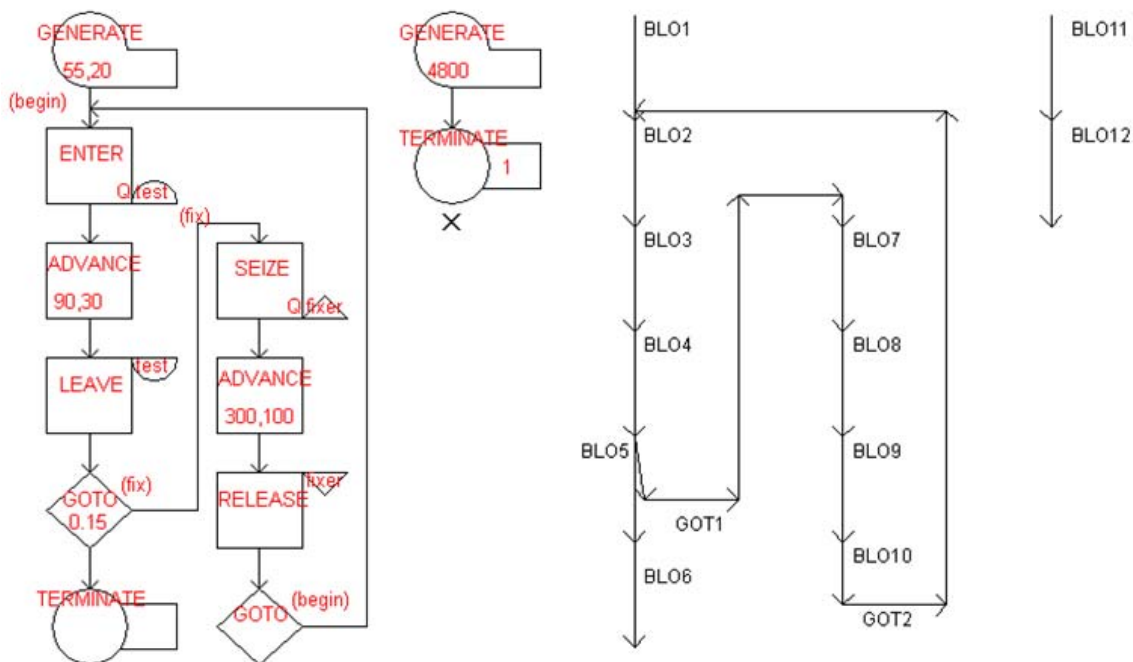 GENERATE
55,20
(begin)
ENTER
Q test
ADVANCE
90,30
LEAVE
test
GOTO
0.15
(fix)
TERMINATE
(fix)
SEIZE
Q fixer
ADVANCE
300,100
RELEASE
fixer
GOTO
(begin)
GENERATE
4800
TERMINATE
1
BLO1
BLO2
BLO3
BLO4
BLO5
GOT1
BLO6
BLO7
BLO8
BLO9
BLO10
GOT2
BLO11
BLO12